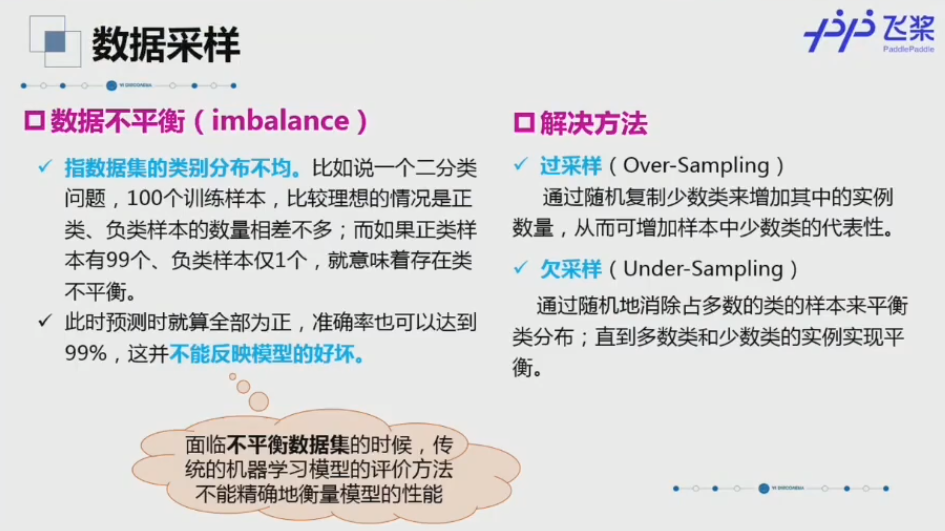 数据采样
飞桨
PaddlePaddle
数据不平衡（imbalance）
指数据集的类别分布不均。比如说一个二分类
问题，100个训练样本，比较理想的情况是正
类、负类样本的数量相差不多；而如果正类样
本有99个、负类样本仅1个，就意味着存在类
不平衡。
此时预测时就算全部为正，准确率也可以达到
99%，这并不能反映模型的好坏。
面临不平衡数据集的时候，传
统的机器学习模型的评价方法
不能精确地衡量模型的性能
解决方法
过采样（Over-Sampling）
通过随机复制少数类来增加其中的实例
数量，从而可增加样本中少数类的代表性。
欠采样（Under-Sampling）
通过随机地消除占多数的类的样本来平衡
类分布；直到多数类和少数类的实例实现平
衡。